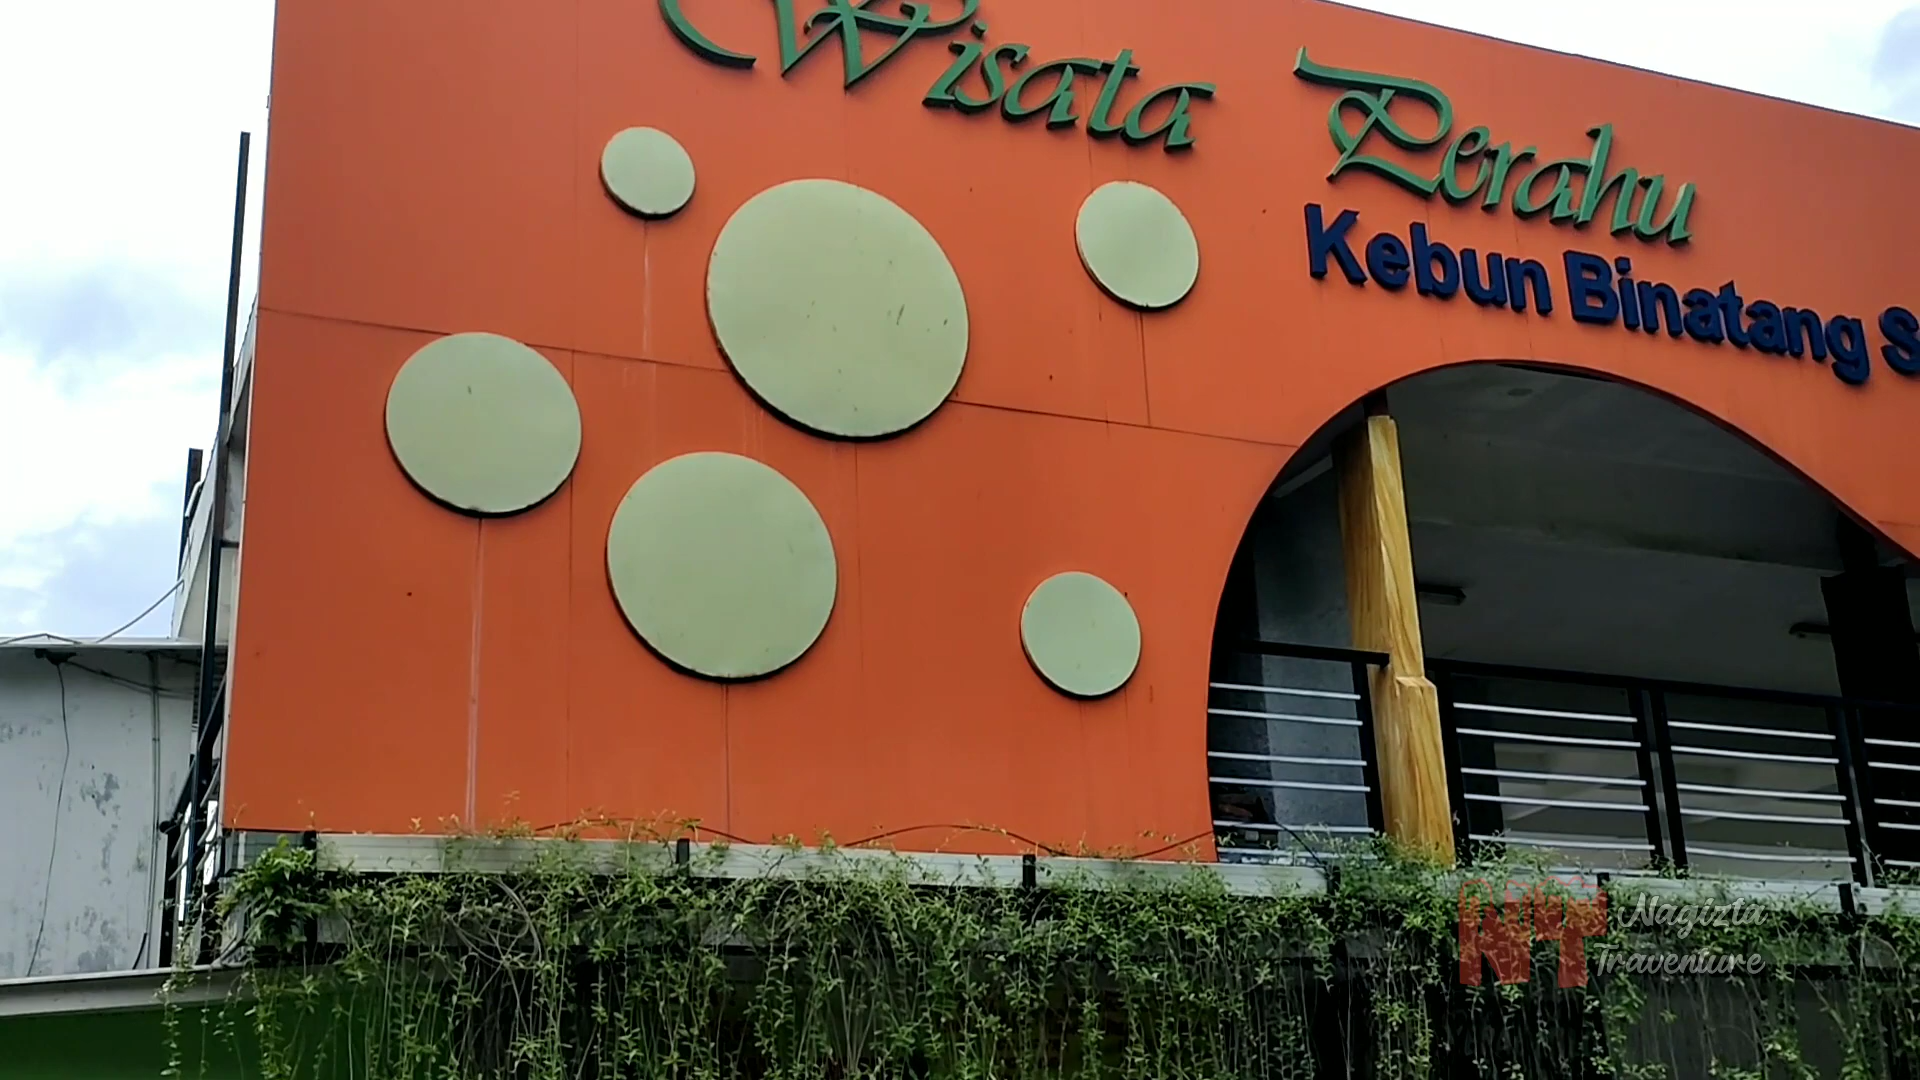 Wisata Perahu
Kebun Binatang S
Nagizta
Traventure